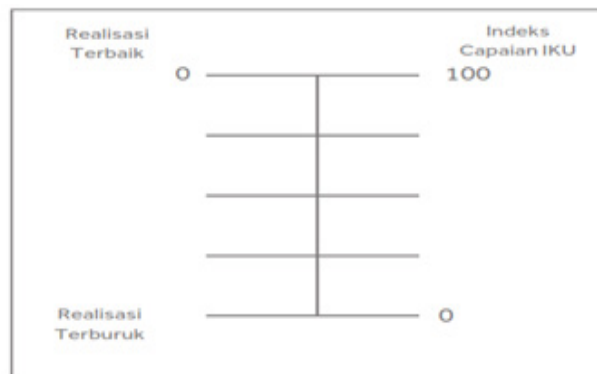 Realisasi
Terbaik
Indeks
Capaian IKU
0
100
Realisasi
Terburuk
0